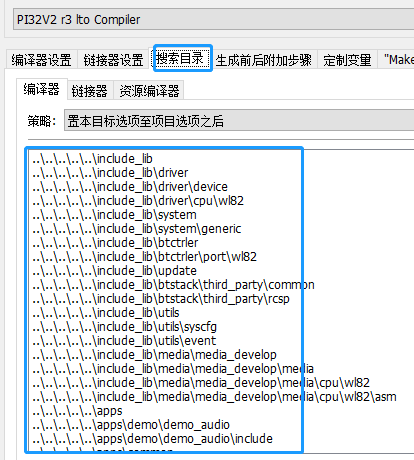 PI32V2 r3 lto Compiler
编译器设置 链接器设置 搜索目录 生成前后附加步骤 定制变量 "Make
编译器 链接器 资源编译器
策略: 置本目标选项至项目选项之后
..\..\..\..\..\include_lib
..\..\..\..\..\include_lib\driver
..\..\..\..\..\include_lib\driver\device
..\..\..\..\..\include_lib\driver\cpu\wl82
..\..\..\..\..\include_lib\system
..\..\..\..\..\include_lib\system\generic
..\..\..\..\..\include_lib\btctrler
..\..\..\..\..\include_lib\btctrler\port\wl82
..\..\..\..\..\include_lib\update
..\..\..\..\..\include_lib\btstack\third_party\common
..\..\..\..\..\include_lib\btstack\third_party\rcsp
..\..\..\..\..\include_lib\utils
..\..\..\..\..\include_lib\utils\syscfg
..\..\..\..\..\include_lib\utils\event
..\..\..\..\..\include_lib\media\media_develop
..\..\..\..\..\include_lib\media\media_develop\media
..\..\..\..\..\include_lib\media\media_develop\media\cpu\wl82
..\..\..\..\..\include_lib\media\media_develop\media\cpu\wl82\asm
..\..\..\..\..\apps
..\..\..\..\..\apps\demo\demo_audio
..\..\..\..\..\apps\demo\demo_audio\include
..\..\..\..\..\apps\common